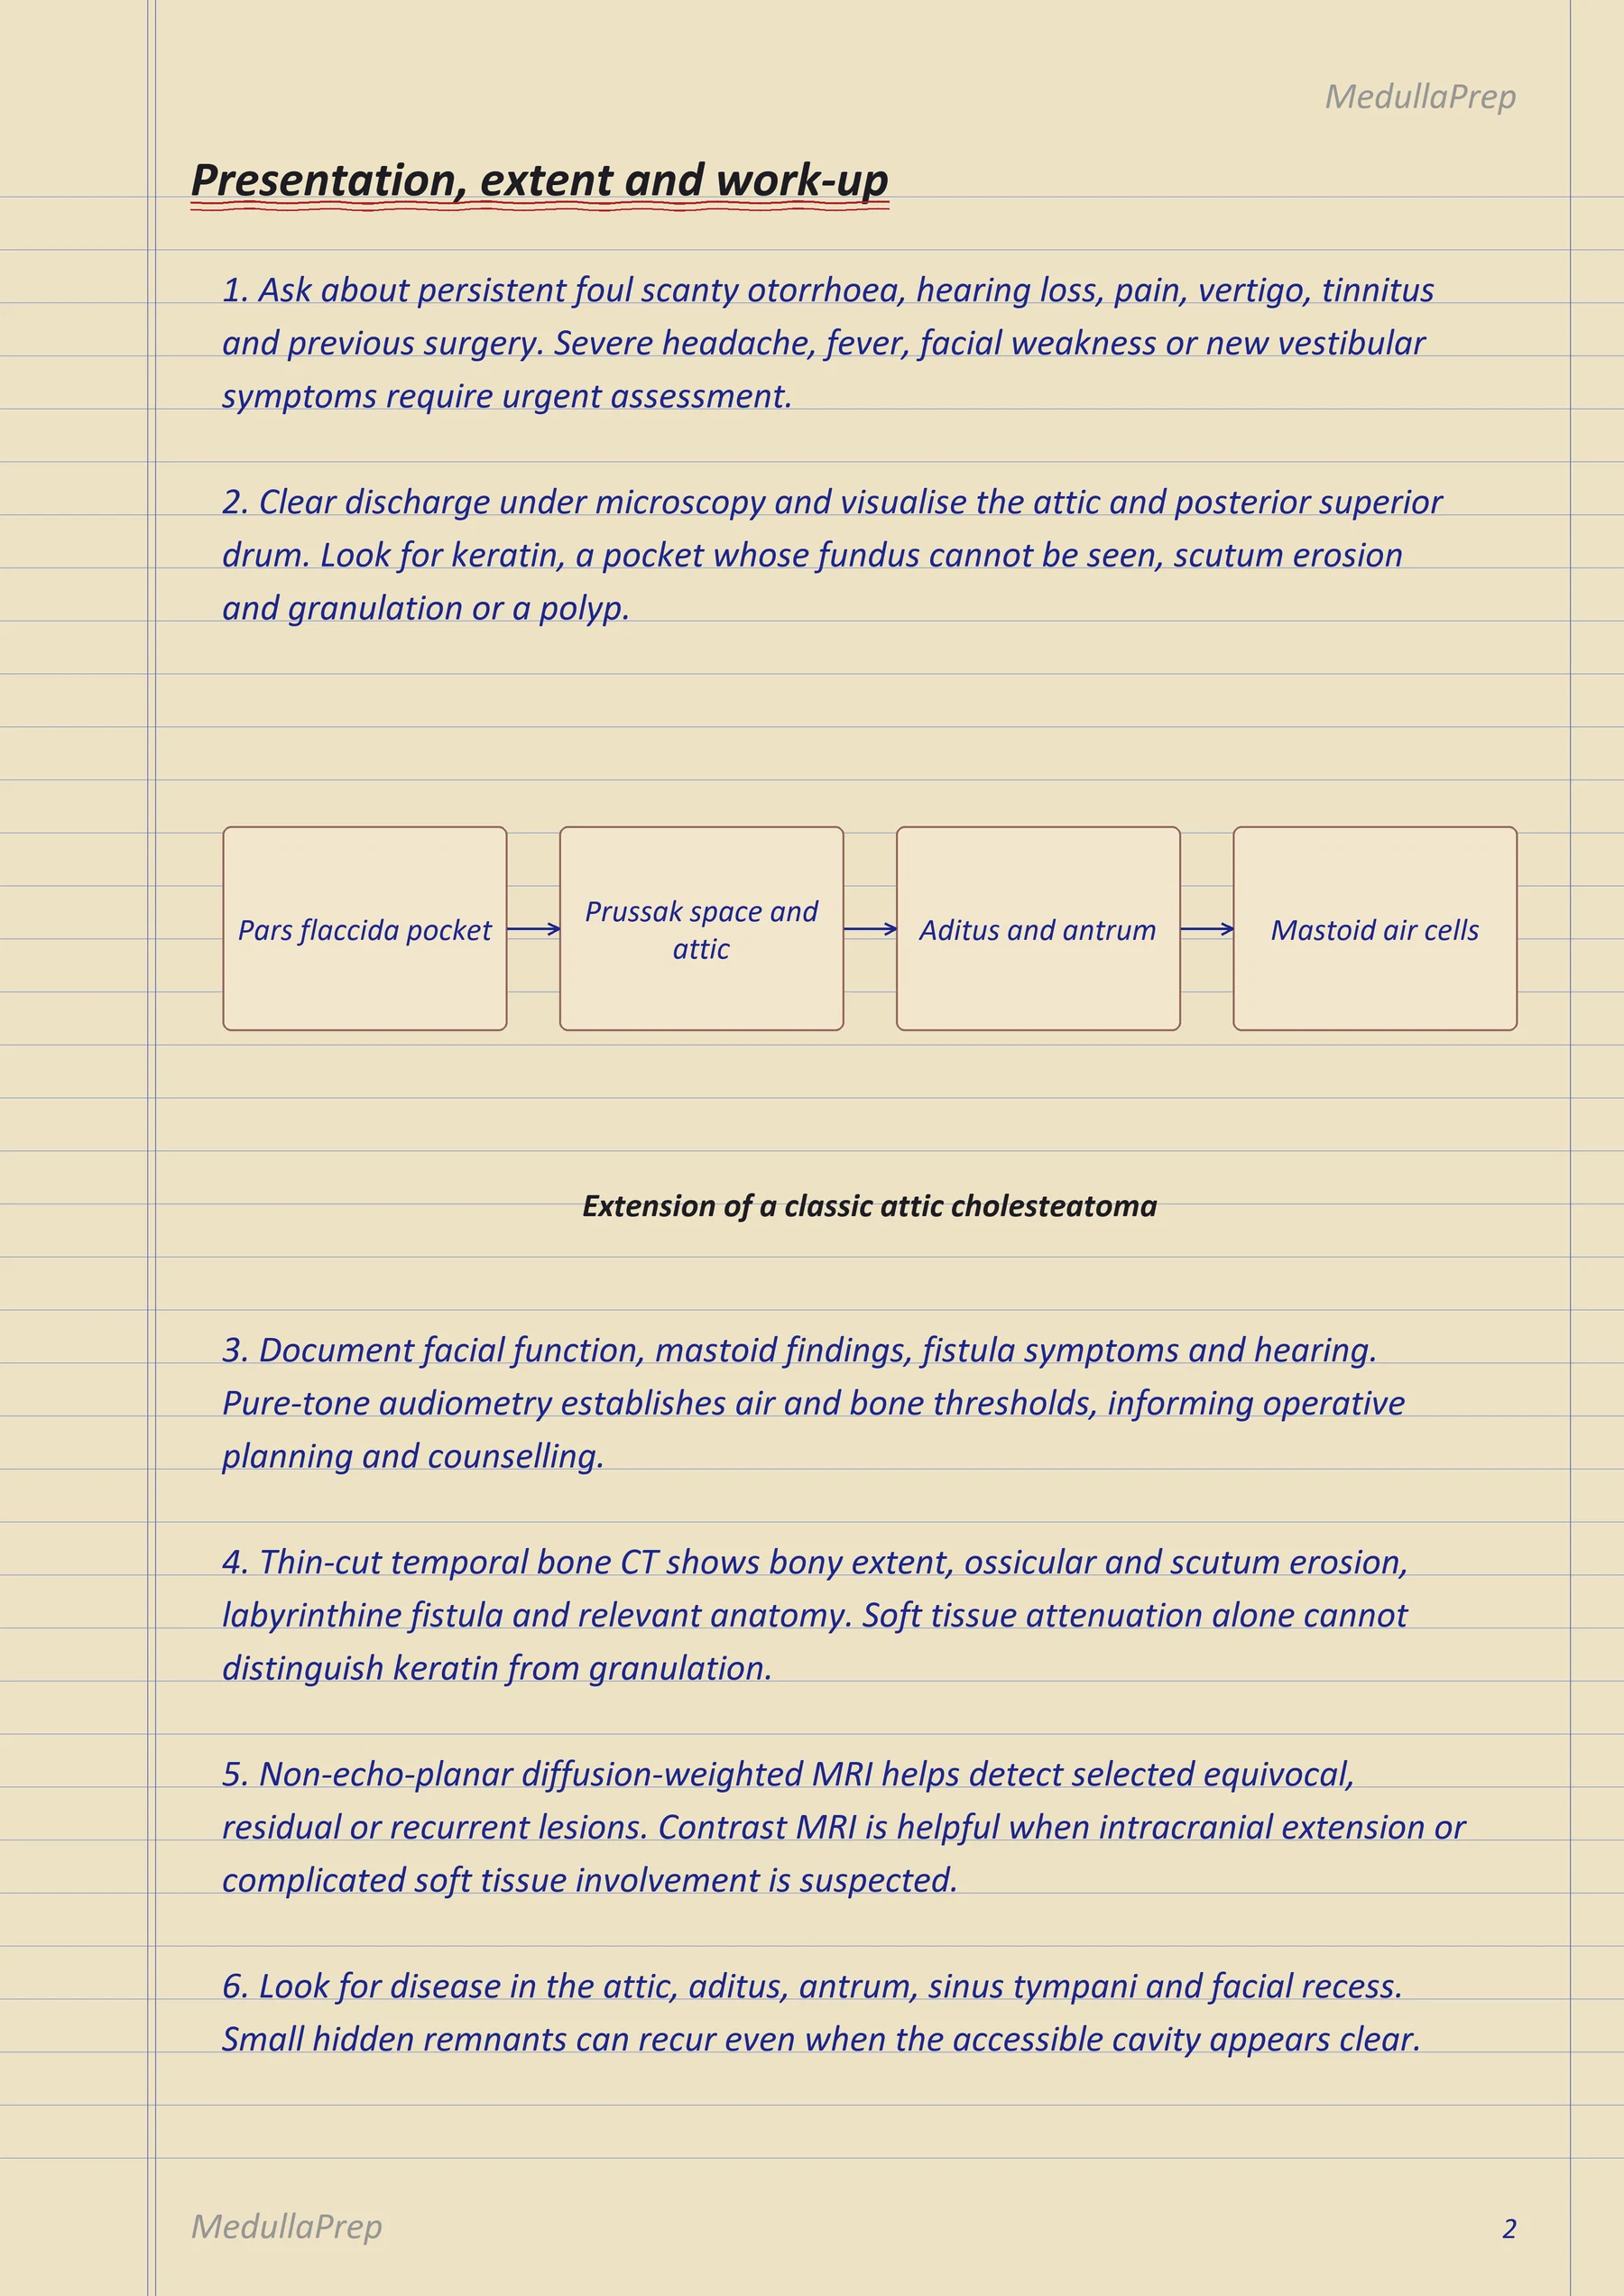 MedullaPrep
Presentation, extent and work-up
1. Ask about persistent foul scanty otorrhoea, hearing loss, pain, vertigo, tinnitus
and previous surgery. Severe headache, fever, facial weakness or new vestibular
symptoms require urgent assessment.
2. Clear discharge under microscopy and visualise the attic and posterior superior
drum. Look for keratin, a pocket whose fundus cannot be seen, scutum erosion
and granulation or a polyp.
Pars flaccida pocket
Prussak space and
attic
Aditus and antrum
Mastoid air cells
Extension of a classic attic cholesteatoma
3. Document facial function, mastoid findings, fistula symptoms and hearing.
Pure-tone audiometry establishes air and bone thresholds, informing operative
planning and counselling.
4. Thin-cut temporal bone CT shows bony extent, ossicular and scutum erosion,
labyrinthine fistula and relevant anatomy. Soft tissue attenuation alone cannot
distinguish keratin from granulation.
5. Non-echo-planar diffusion-weighted MRI helps detect selected equivocal,
residual or recurrent lesions. Contrast MRI is helpful when intracranial extension or
complicated soft tissue involvement is suspected.
6. Look for disease in the attic, aditus, antrum, sinus tympani and facial recess.
Small hidden remnants can recur even when the accessible cavity appears clear.
MedullaPrep
2